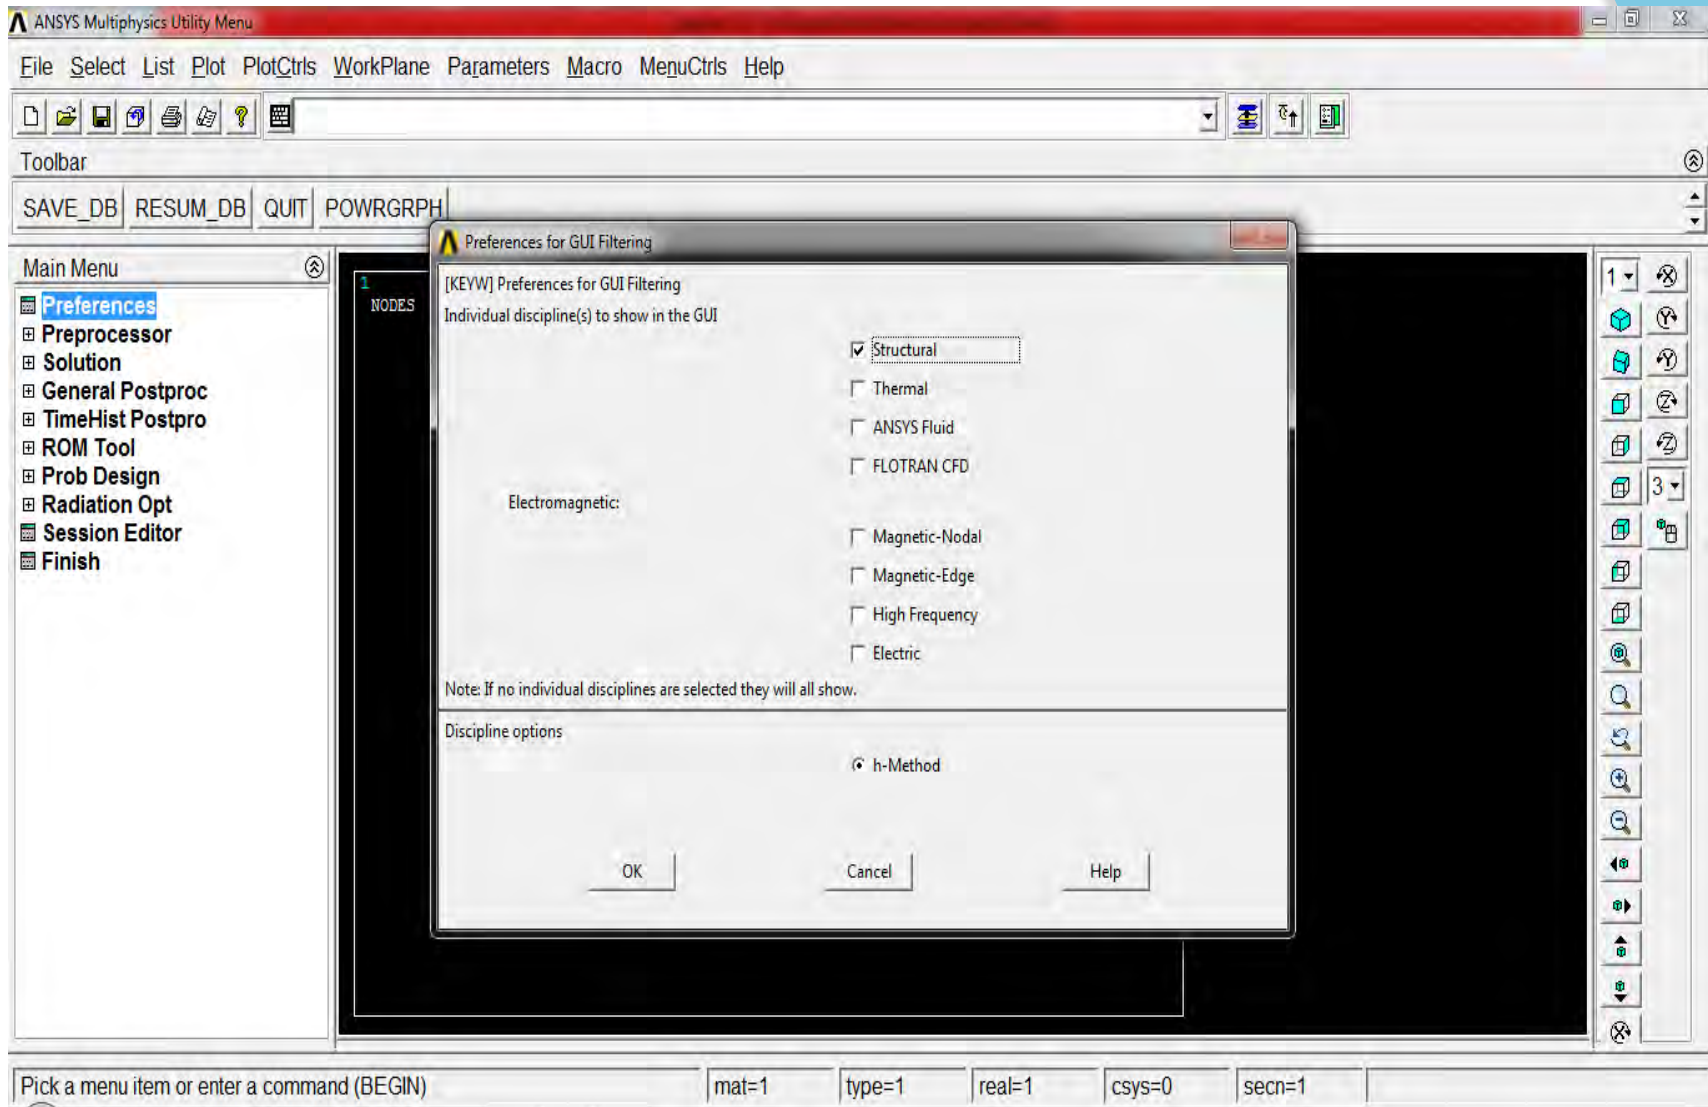 ANSYS Multiphysics Utility Menu
File Select List Plot PlotCtrls WorkPlane Parameters Macro MenuCtrls Help
Toolbar
SAVE_DB RESUM_DB QUIT POWRGRPH
Main Menu
Preferences
Preprocessor
Solution
General Postproc
TimeHist Postpro
ROM Tool
Prob Design
Radiation Opt
Session Editor
Finish
1
NODES
Preferences for GUI Filtering
[KEYW] Preferences for GUI Filtering
Individual discipline(s) to show in the GUI
Structural
Thermal
ANSYS Fluid
FLOTRAN CFD
Electromagnetic:
Magnetic-Nodal
Magnetic-Edge
High Frequency
Electric
Note: If no individual disciplines are selected they will all show.
Discipline options
h-Method
OK Cancel Help
1
X
Y
Y
Z
Z
3
X
Pick a menu item or enter a command (BEGIN) mat=1 type=1 real=1 csys=0 secn=1